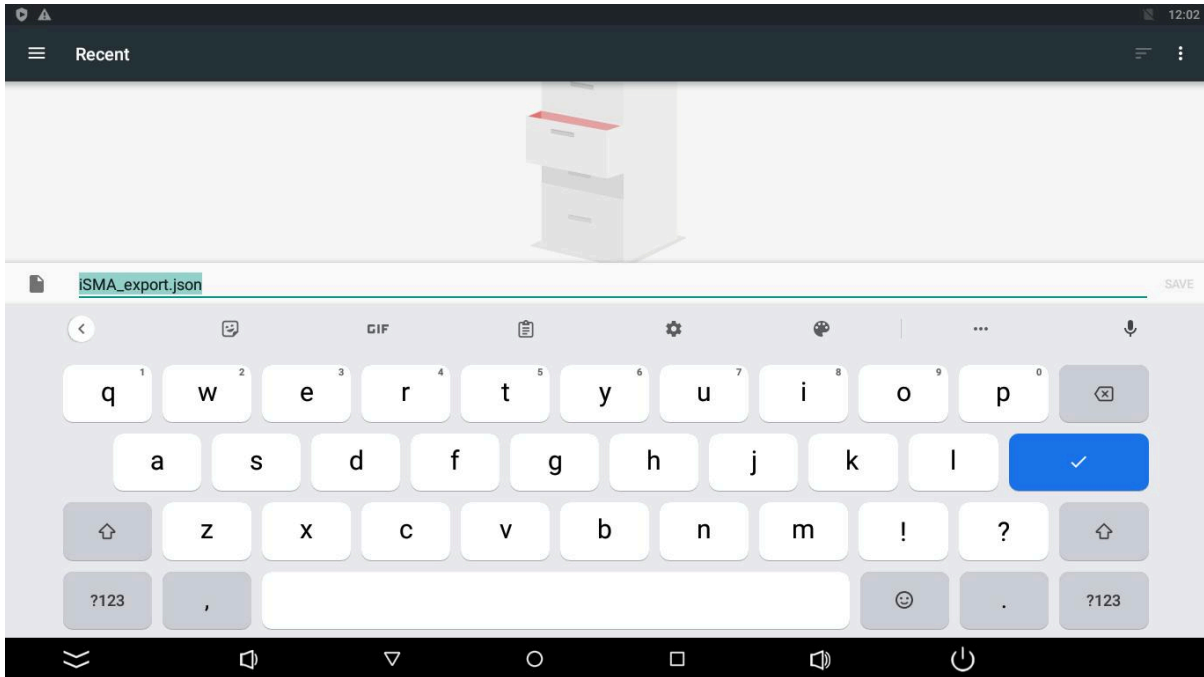 12:02
Recent
iSMA_export.json
SAVE
GIF
q 1 w 2 e 3 r 4 t 5 y 6 u 7 i 8 o 9 p 0
a s d f g h j k l
z x c v b n m ! ?
?123 , . ?123